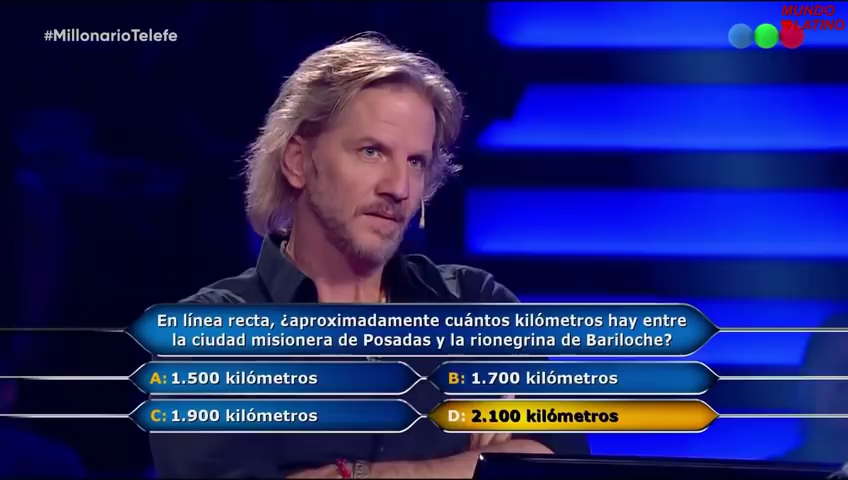 #MillonarioTelefe
MUNDO
LATINO
En línea recta, ¿aproximadamente cuántos kilómetros hay entre
la ciudad misionera de Posadas y la rionegrina de Bariloche?
A: 1.500 kilómetros
B: 1.700 kilómetros
C: 1.900 kilómetros
D: 2.100 kilómetros